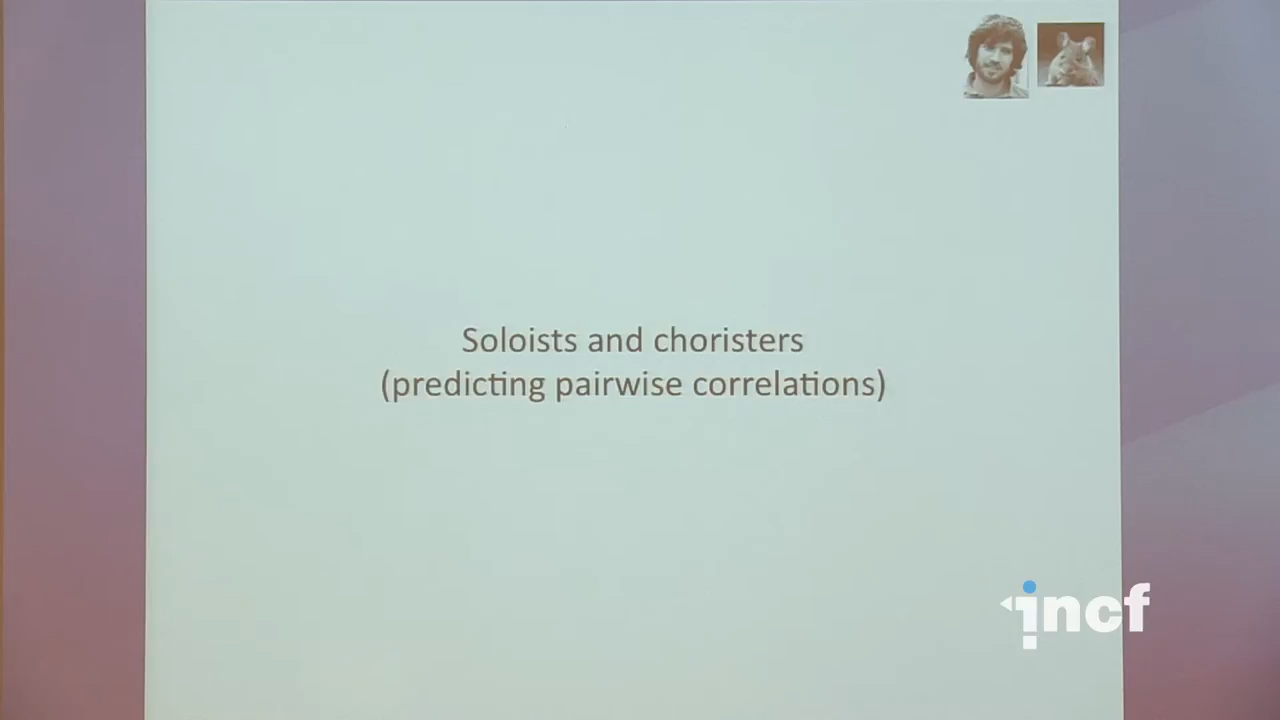 Soloists and choristers
(predicting pairwise correlations)
incf